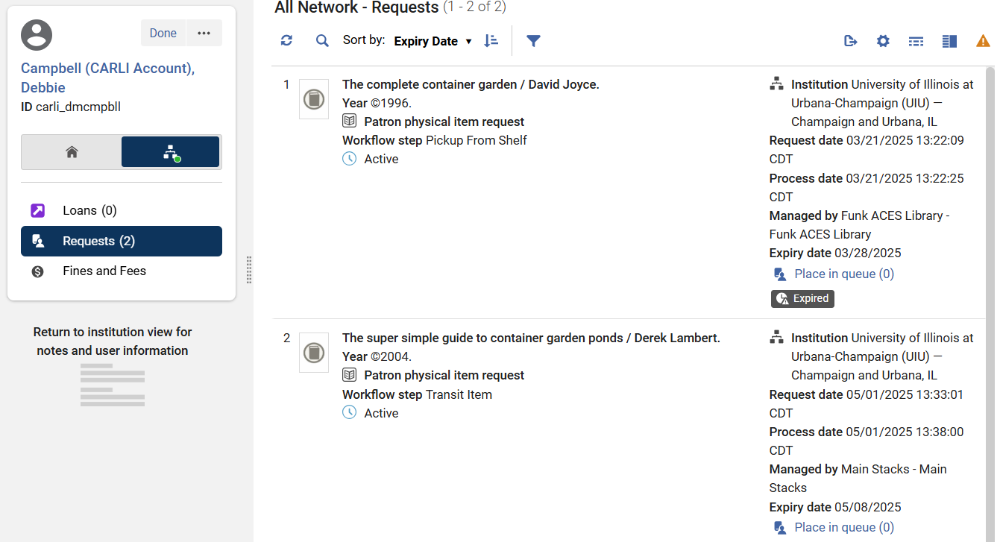 Done
Campbell (CARLI Account),
Debbie
ID carli_dmcmpbll
Loans (0)
Requests (2)
Fines and Fees
Return to institution view for
notes and user information
All Network - Requests (1 - 2 of 2)
Sort by: Expiry Date
1
The complete container garden / David Joyce.
Year ©1996.
Patron physical item request
Workflow step Pickup From Shelf
Active
Institution University of Illinois at
Urbana-Champaign (UIU) —
Champaign and Urbana, IL
Request date 03/21/2025 13:22:09
CDT
Process date 03/21/2025 13:22:25
CDT
Managed by Funk ACES Library -
Funk ACES Library
Expiry date 03/28/2025
Place in queue (0)
Expired
2
The super simple guide to container garden ponds / Derek Lambert.
Year ©2004.
Patron physical item request
Workflow step Transit Item
Active
Institution University of Illinois at
Urbana-Champaign (UIU) —
Champaign and Urbana, IL
Request date 05/01/2025 13:33:01
CDT
Process date 05/01/2025 13:38:00
CDT
Managed by Main Stacks - Main
Stacks
Expiry date 05/08/2025
Place in queue (0)